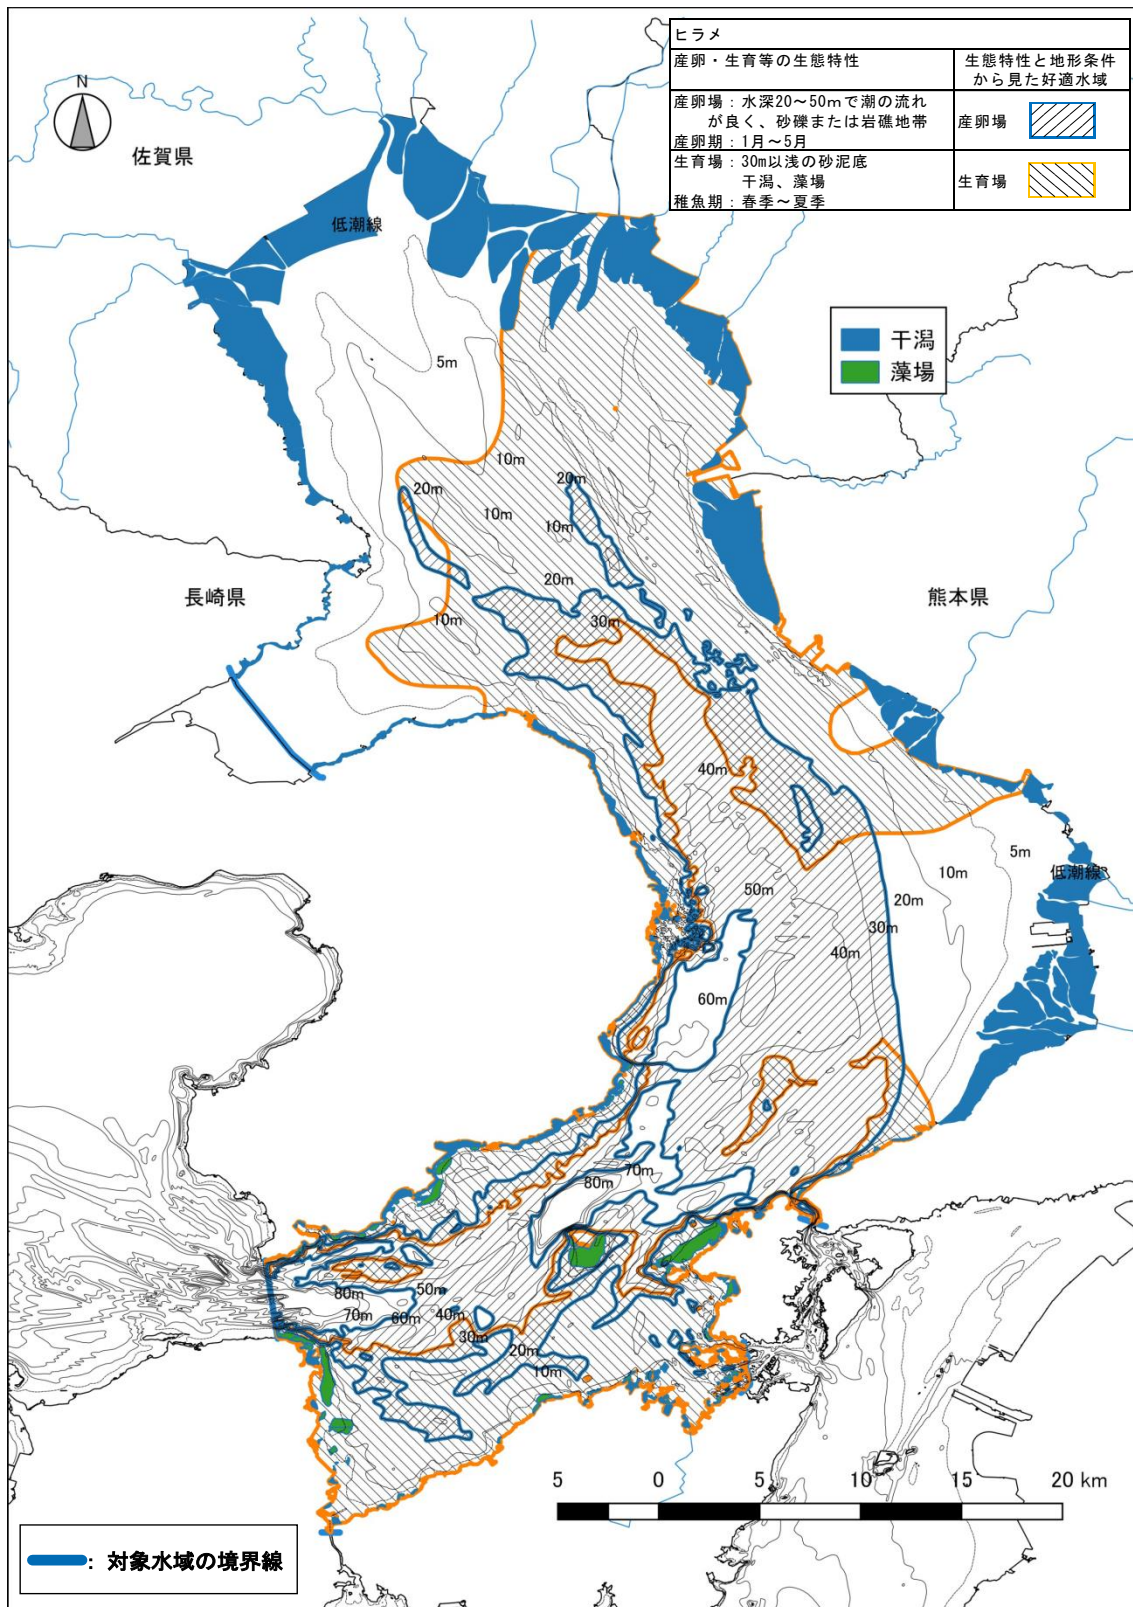 ヒラメ
産卵・生育等の生態特性
生態特性と地形条件
から見た好適水域
産卵場：水深20～50mで潮の流れ
が良く、砂礫または岩礁地帯
産卵期：1月～5月
産卵場
生育場：30m以浅の砂泥底
干潟、藻場
稚魚期：春季～夏季
生育場
N
佐賀県
低潮線
干潟
藻場
5m
10m
20m
20m
10m
10m
20m
長崎県
熊本県
10m
30m
40m
5m
低潮線
10m
50m
20m
30m
40m
60m
70m
80m
50m
80m
70m
60m
40m
30m
20m
10m
5
0
5
10
15
20 km
: 対象水域の境界線